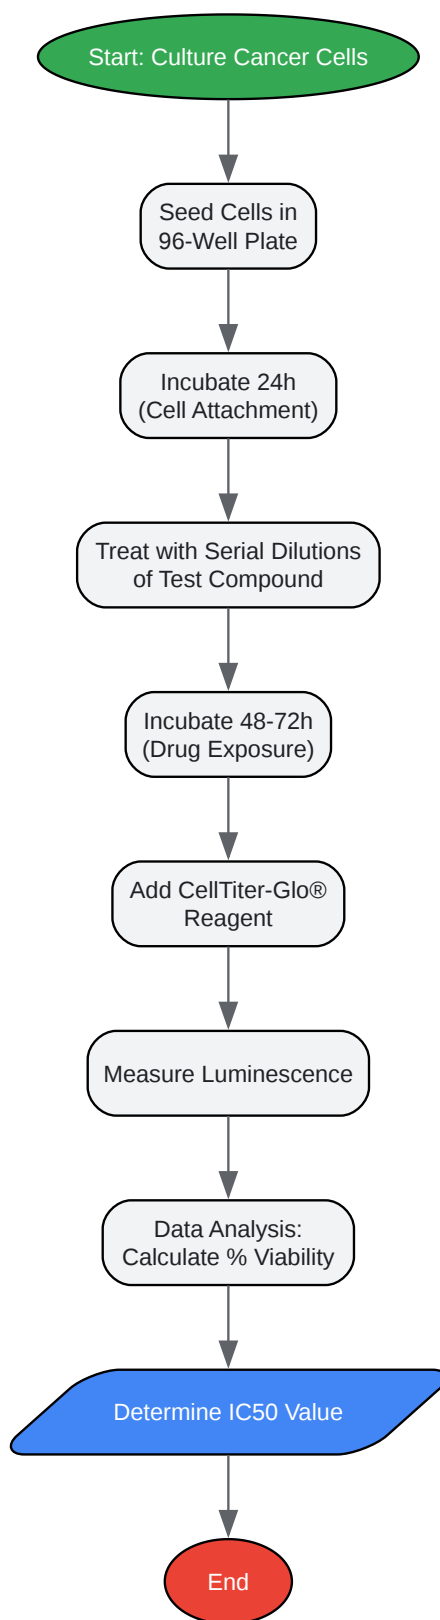 Start: Culture Cancer Cells
Seed Cells in
96-Well Plate
Incubate 24h
(Cell Attachment)
Treat with Serial Dilutions
of Test Compound
Incubate 48-72h
(Drug Exposure)
Add CellTiter-Glo®
Reagent
Measure Luminescence
Data Analysis:
Calculate % Viability
Determine IC50 Value
End